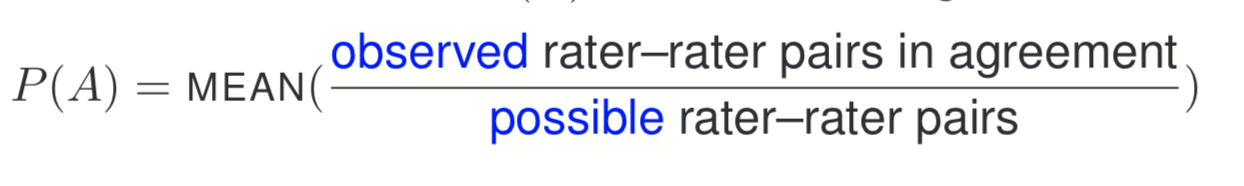 P(A) = MEAN(observed rater–rater pairs in agreement
possible rater–rater pairs)